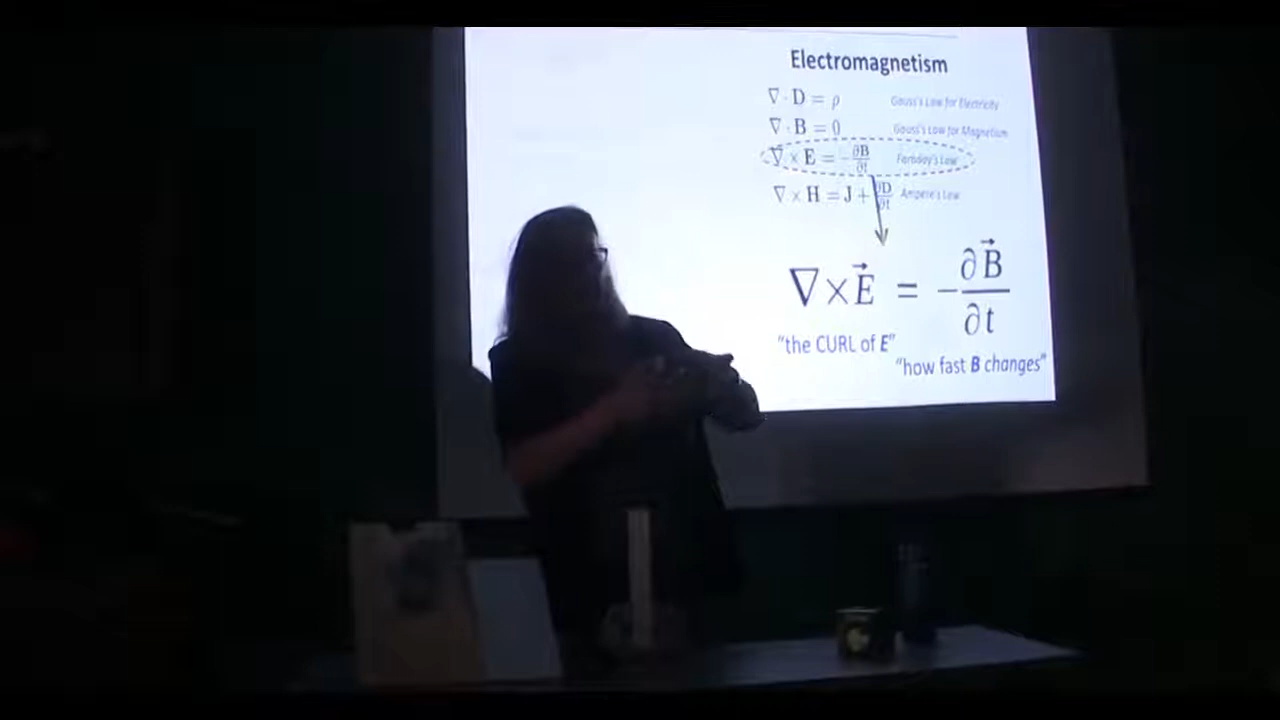 Electromagnetism
∇ · D = ρ Gauss's Law for Electricity
∇ · B = 0 Gauss's Law for Magnetism
∇ × E = -∂B/∂t Faraday's Law
∇ × H = J + ∂D/∂t Ampere's Law
∇×E⃗ = -∂B⃗/∂t
"the CURL of E"
"how fast B changes"